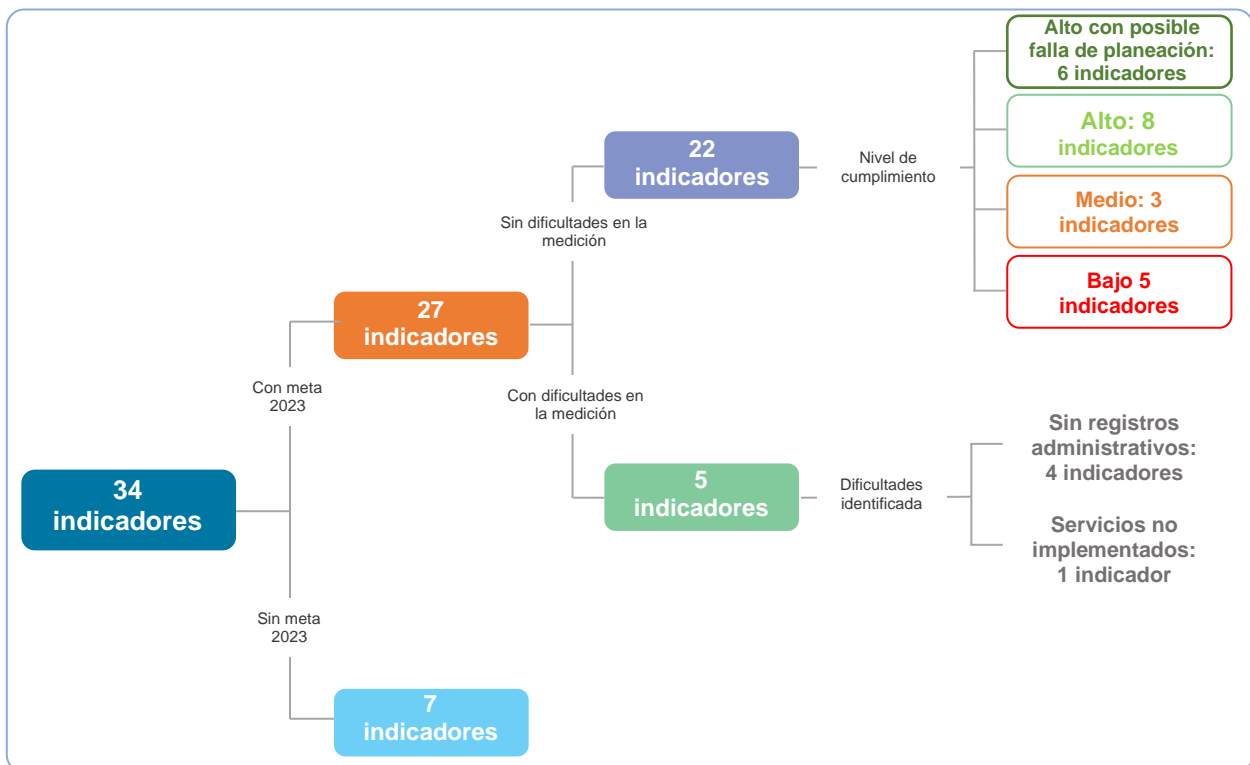 34
indicadores
Con meta
2023
Sin meta
2023
27
indicadores
7
indicadores
Sin dificultades en la
medición
Con dificultades en
la medición
22
indicadores
5
indicadores
Nivel de
cumplimiento
Dificultades
identificada
Alto con posible
falla de planeación:
6 indicadores
Alto: 8
indicadores
Medio: 3
indicadores
Bajo 5
indicadores
Sin registros
administrativos:
4 indicadores
Servicios no
implementados:
1 indicador